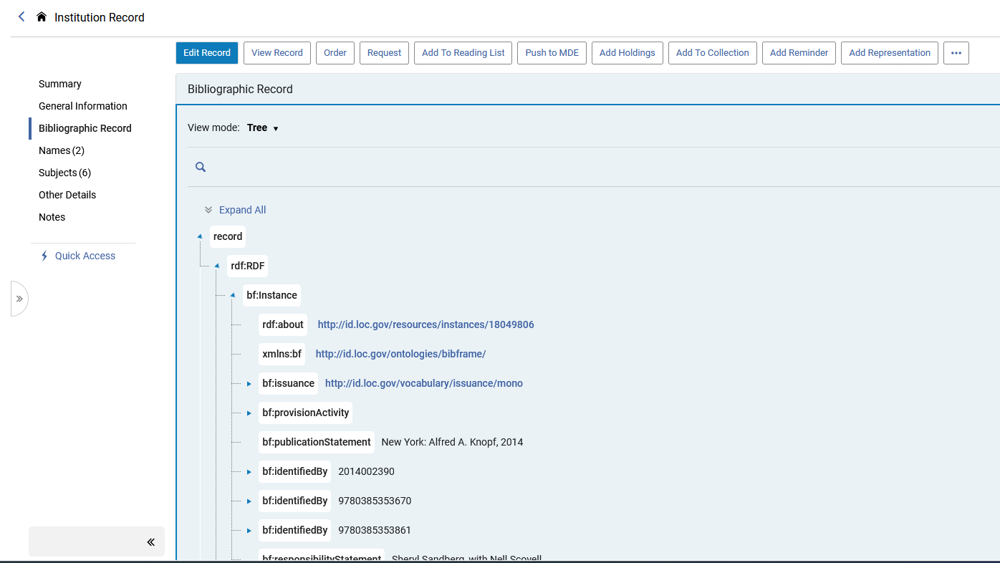 Institution Record
Edit Record View Record Order Request Add To Reading List Push to MDE Add Holdings Add To Collection Add Reminder Add Representation
Summary
General Information
Bibliographic Record
Names (2)
Subjects (6)
Other Details
Notes
Quick Access
Bibliographic Record
View mode: Tree
Expand All
record
rdf:RDF
bf:Instance
rdf:about http://id.loc.gov/resources/instances/18049806
xmlns:bf http://id.loc.gov/ontologies/bibframe/
bf:issuance http://id.loc.gov/vocabulary/issuance/mono
bf:provisionActivity
bf:publicationStatement New York: Alfred A. Knopf, 2014
bf:identifiedBy 2014002390
bf:identifiedBy 9780385353670
bf:identifiedBy 9780385353861
bf:responsibilityStatement Sheryl Sandberg, with Nell Scovell